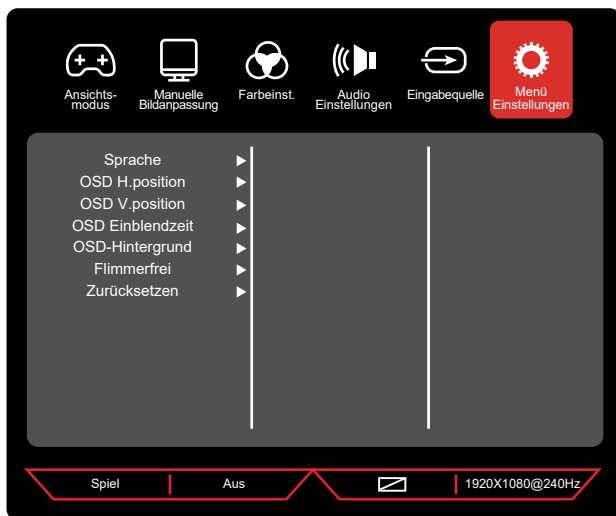 Ansichts-
modus
Manuelle
Bildanpassung
Farbeinst.
Audio
Einstellungen
Eingabequelle
Menü
Einstellungen
Sprache
OSD H.position
OSD V.position
OSD Einblendzeit
OSD-Hintergrund
Flimmerfrei
Zurücksetzen
Spiel
Aus
1920X1080@240Hz